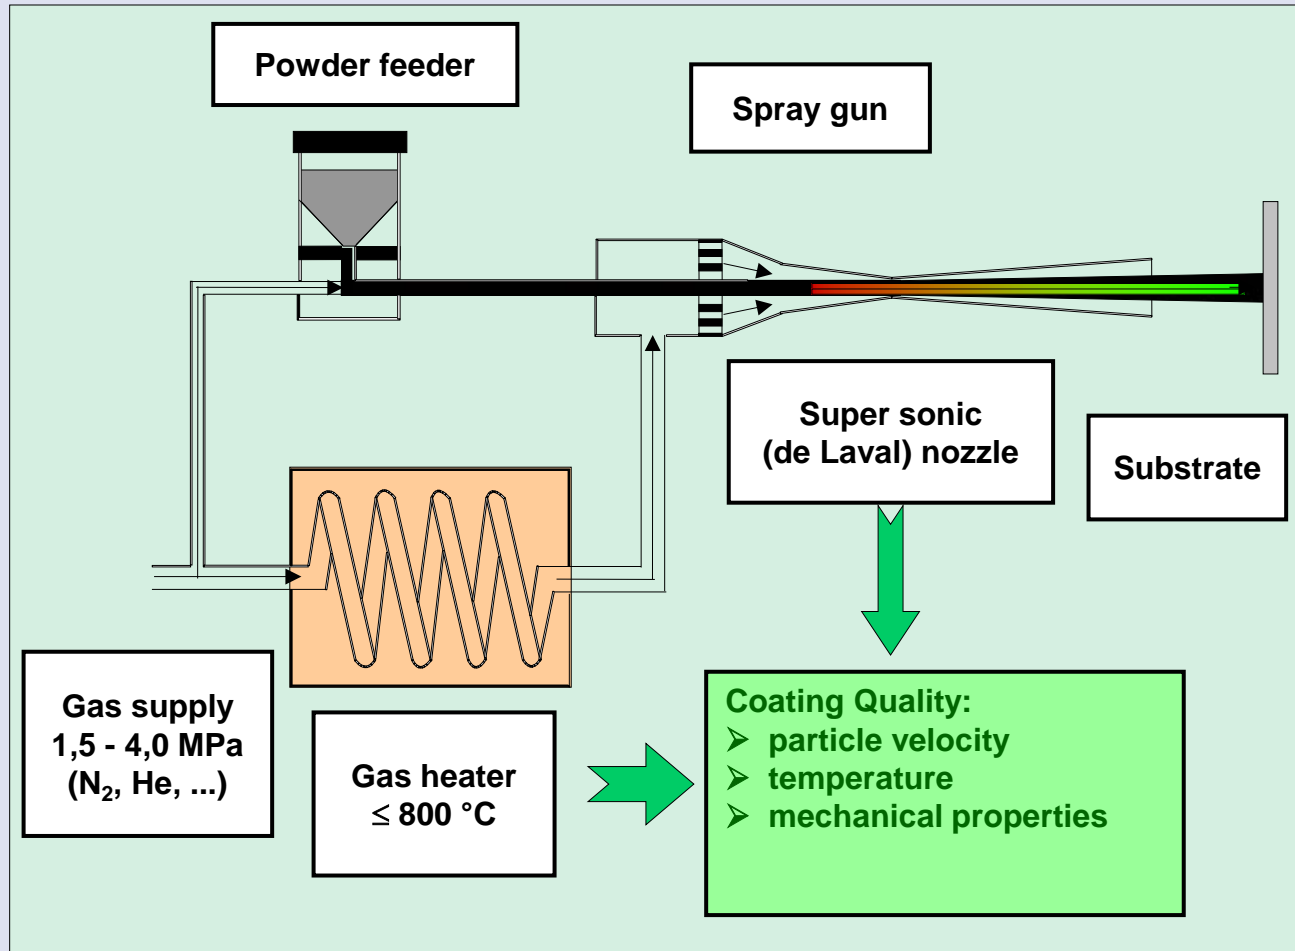 Powder feeder
Spray gun
Super sonic
(de Laval) nozzle
Substrate
Gas supply
1,5 - 4,0 MPa
(N₂, He, ...)
Gas heater
≤ 800 °C
Coating Quality:
➢ particle velocity
➢ temperature
➢ mechanical properties